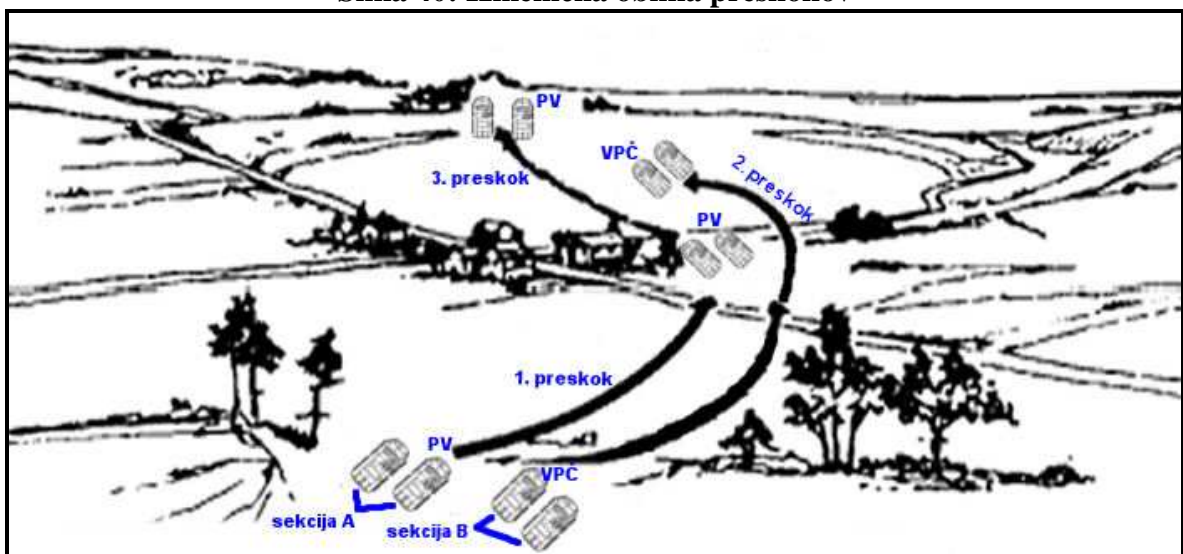 PV
VPČ
2. preskok
3. preskok
PV
1. preskok
PV
VPČ
sekcija A
sekcija B